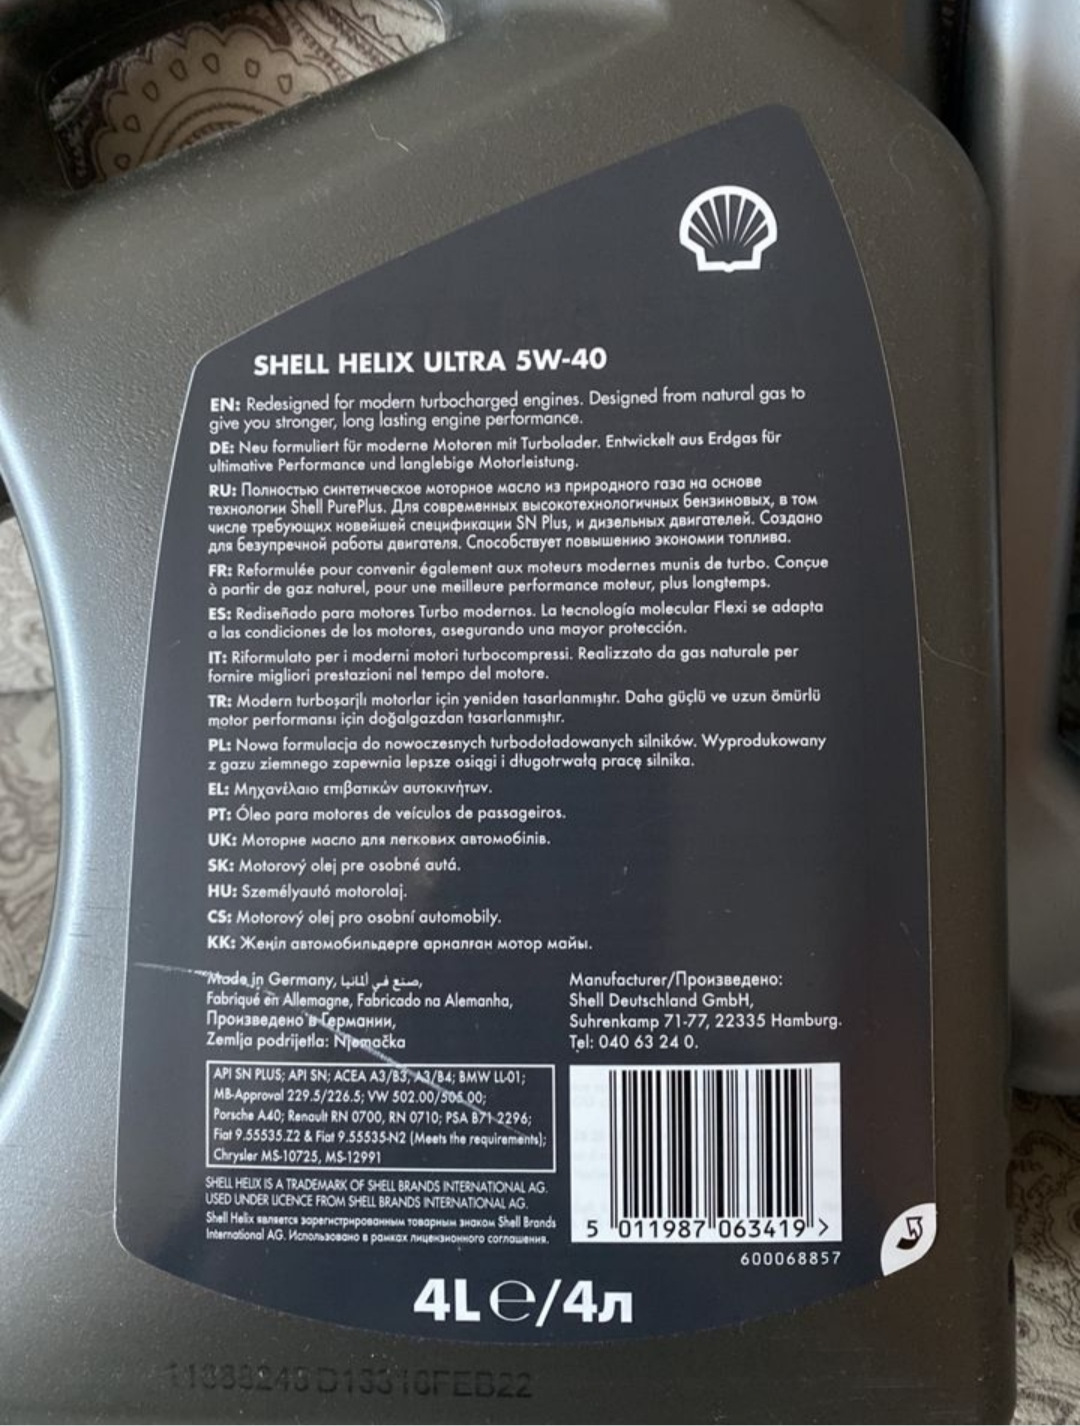 SHELL HELIX ULTRA 5W-40
EN: Redesigned for modern turbocharged engines. Designed from natural gas to
give you stronger, long lasting engine performance.
DE: Neu formuliert für moderne Motoren mit Turbolader. Entwickelt aus Erdgas für
ultimative Performance und langlebige Motorleistung.
RU: Полностью синтетическое моторное масло из природного газа на основе
технологии Shell PurePlus. Для современных высокотехнологичных бензиновых, в том
числе требующих новейшей спецификации SN Plus, и дизельных двигателей. Создано
для безупречной работы двигателя. Способствует повышению экономии топлива.
FR: Reformulée pour convenir également aux moteurs modernes munis de turbo. Conçue
à partir de gaz naturel, pour une meilleure performance moteur, plus longtemps.
ES: Rediseñado para motores Turbo modernos. La tecnología molecular Flexi se adapta
a las condiciones de los motores, asegurando una mayor protección.
IT: Riformulato per i moderni motori turbocompressi. Realizzato da gas naturale per
fornire migliori prestazioni nel tempo del motore.
TR: Modern turboşarjlı motorlar için yeniden tasarlanmıştır. Daha güçlü ve uzun ömürlü
motor performansı için doğalgazdan tasarlanmıştır.
PL: Nowa formulacja do nowoczesnych turbodoładowanych silników. Wyprodukowany
z gazu ziemnego zapewnia lepsze osiągi i długotrwałą pracę silnika.
EL: Μηχανέλαιο επιβατικών αυτοκινήτων.
PT: Óleo para motores de veículos de passageiros.
UK: Моторне масло для легкових автомобілів.
SK: Motorový olej pre osobné autá.
HU: Személyautó motorolaj.
CS: Motorový olej pro osobní automobily.
KK: Жеңіл автомобильдерге арналған мотор майы.
Made in Germany, صنع في ألمانيا,
Fabriqué en Allemagne, Fabricado na Alemanha,
Произведено в Германии,
Zemlja podrijetla: Njemačka
Manufacturer/Произведено:
Shell Deutschland GmbH,
Suhrenkamp 71-77, 22335 Hamburg.
Tel: 040 63 24 0.
API SN PLUS; API SN; ACEA A3/B3, A3/B4; BMW LL-01;
MB-Approval 229.5/226.5; VW 502.00/505.00;
Porsche A40; Renault RN 0700, RN 0710; PSA B71 2296;
Fiat 9.55535.Z2 & Fiat 9.55535-N2 (Meets the requirements);
Chrysler MS-10725, MS-12991
SHELL HELIX IS A TRADEMARK OF SHELL BRANDS INTERNATIONAL AG.
USED UNDER LICENCE FROM SHELL BRANDS INTERNATIONAL AG.
Shell Helix является зарегистрированным товарным знаком Shell Brands
International AG. Использовано в рамках лицензионного соглашения.
5 011987 063419 >
600068857
4L℮/4л
16FEB22